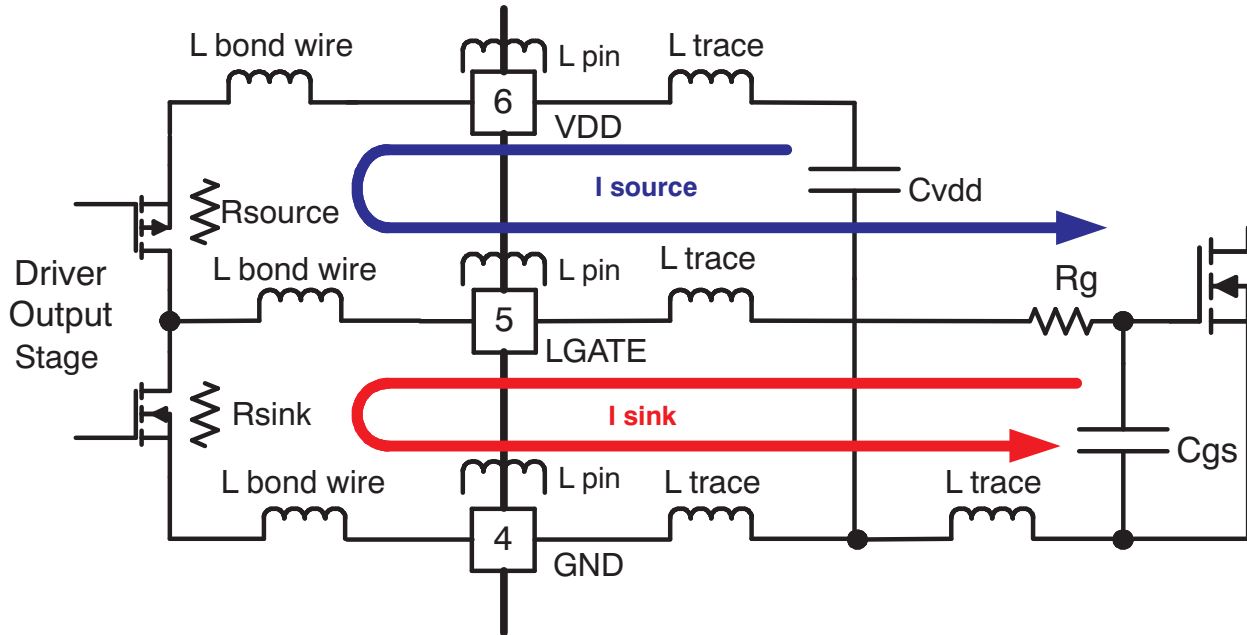 L bond wire
L pin
L trace
6
VDD
I source
Cvdd
Rsource
L bond wire
L pin
L trace
Rg
Driver
Output
Stage
5
LGATE
I sink
Rsink
Cgs
L bond wire
L pin
L trace
L trace
4
GND